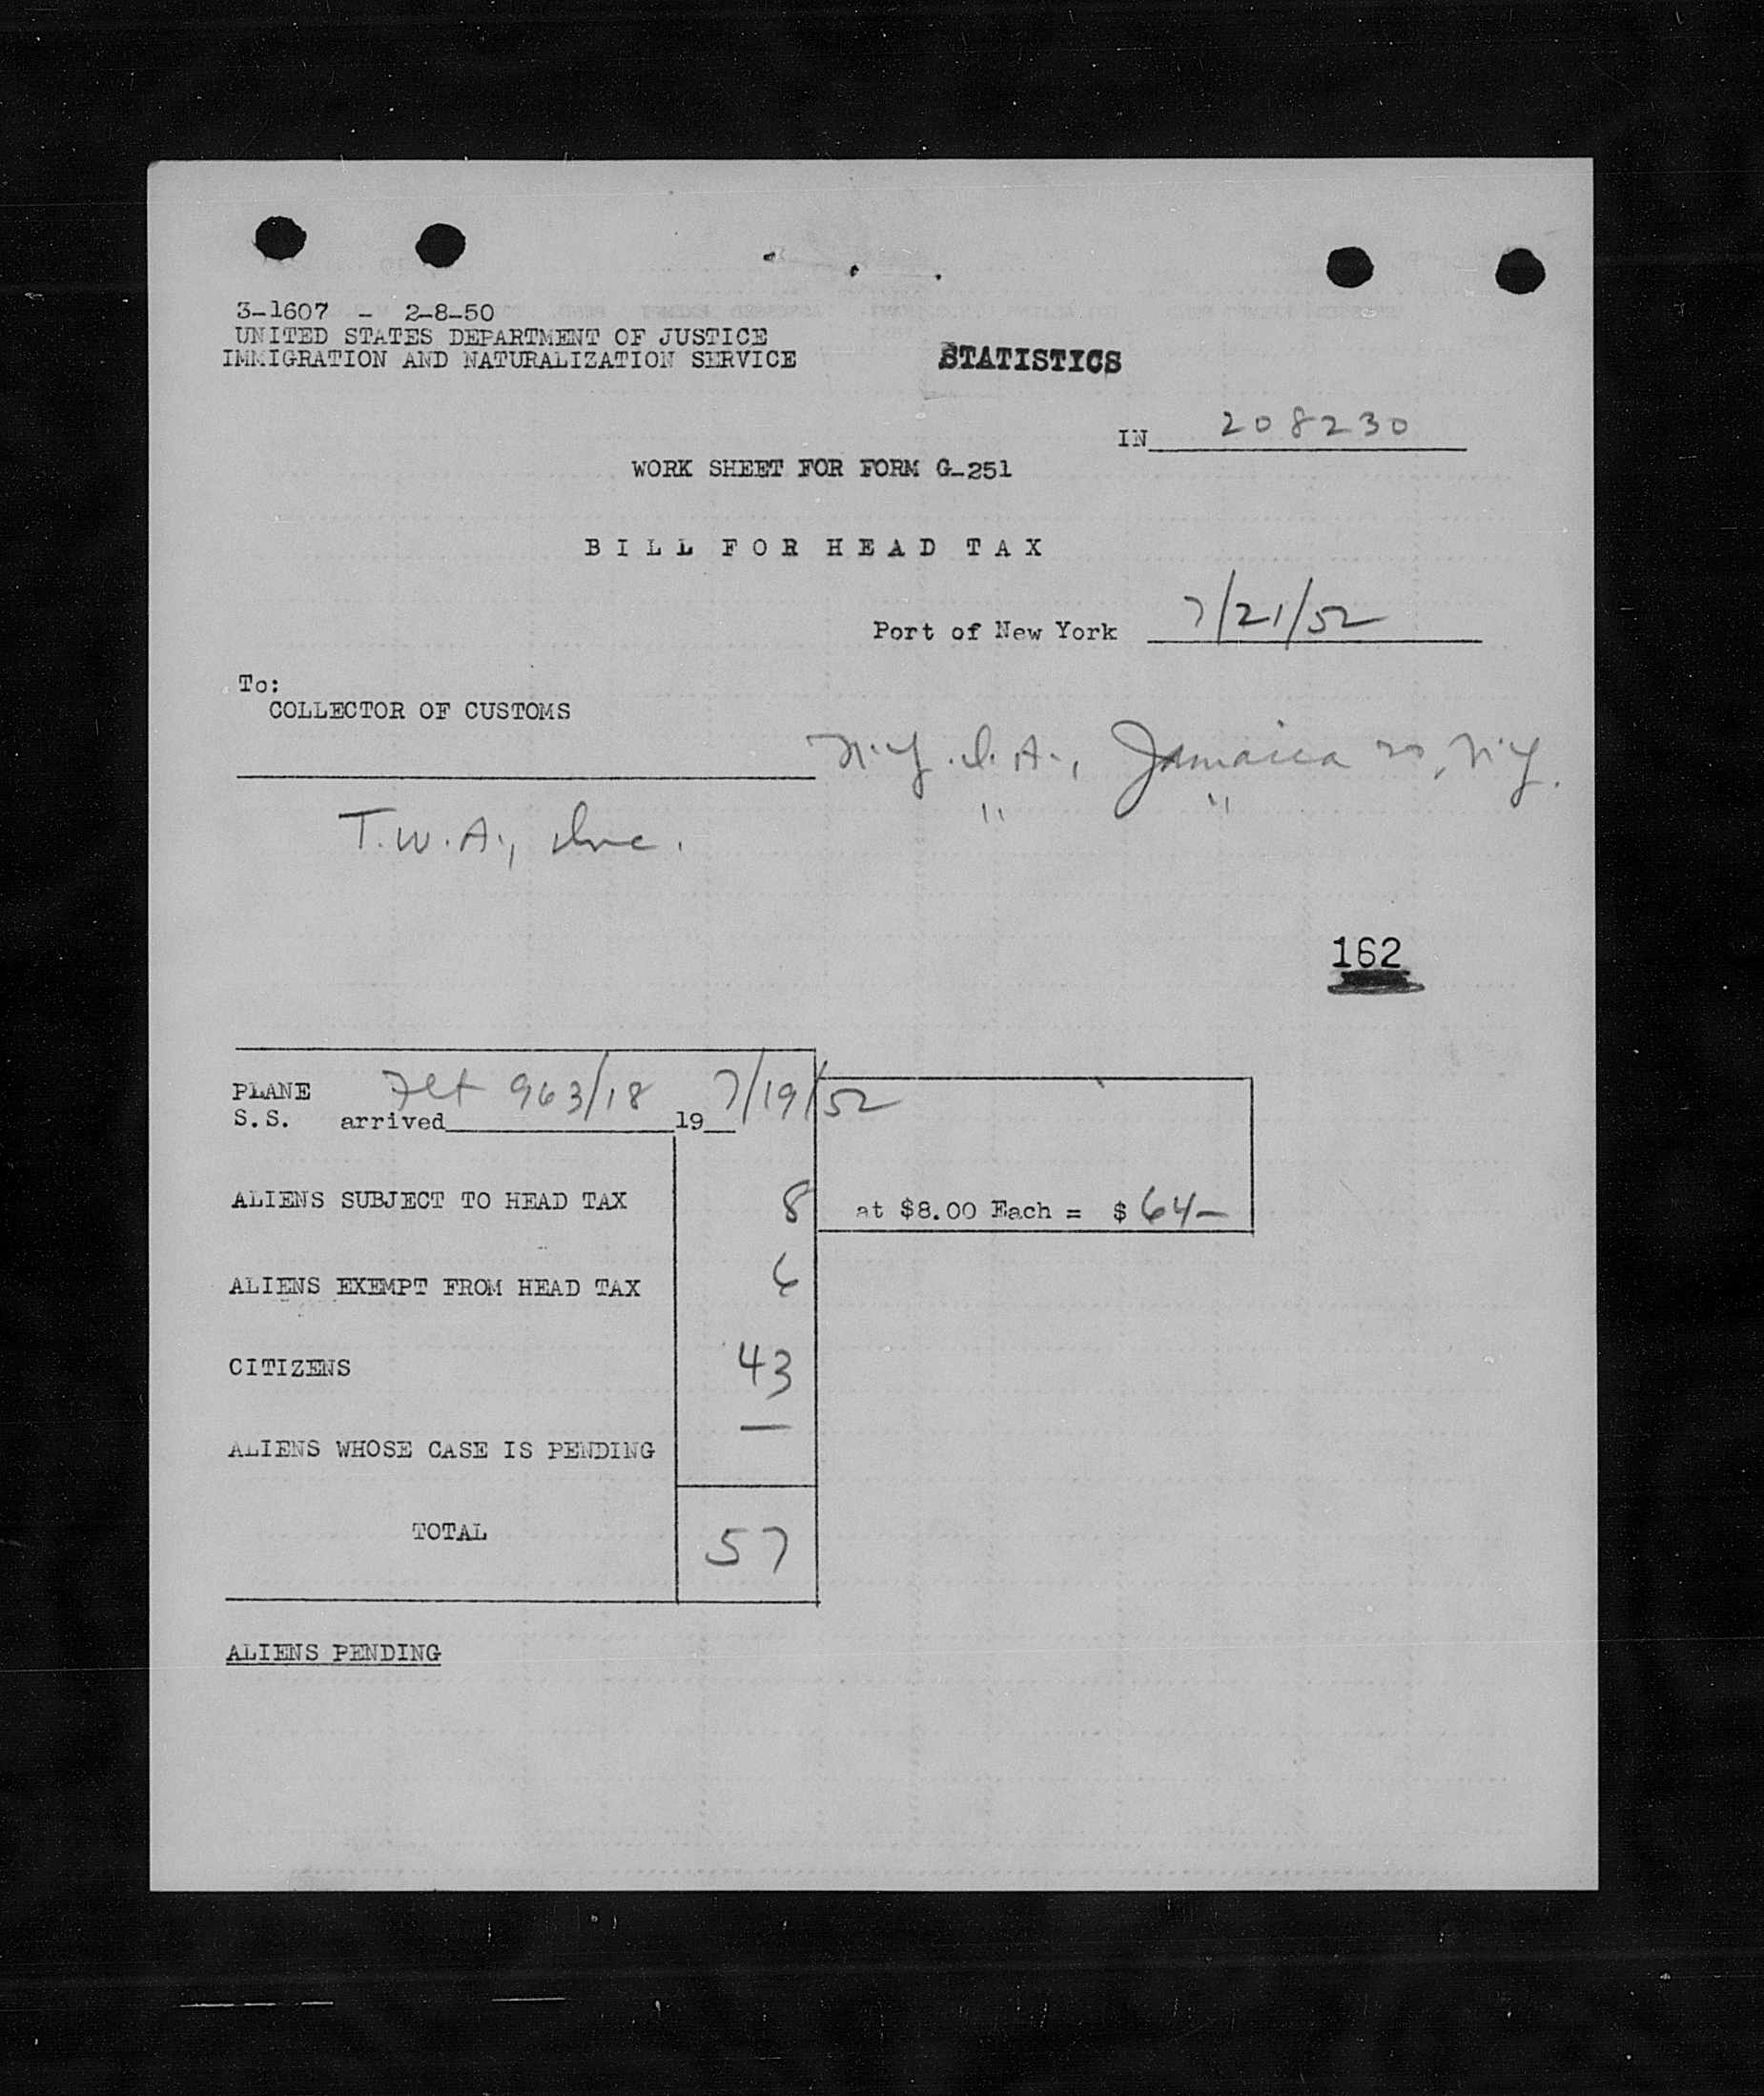 3-1607 - 2-8-50
UNITED STATES DEPARTMENT OF JUSTICE
IMMIGRATION AND NATURALIZATION SERVICE
STATISTICS
IN 208230
WORK SHEET FOR FORM G-251
BILL FOR HEAD TAX
Port of New York 7/21/52
To:
COLLECTOR OF CUSTOMS
N.Y.I.A., Jamaica 20, N.Y.
T.W.A., Inc. " "
162
PLANE Flt 963/18 7/19/52
S.S. arrived 19
ALIENS SUBJECT TO HEAD TAX 8 at $8.00 Each = $ 64-
ALIENS EXEMPT FROM HEAD TAX 6
CITIZENS 43
ALIENS WHOSE CASE IS PENDING —
TOTAL 57
ALIENS PENDING